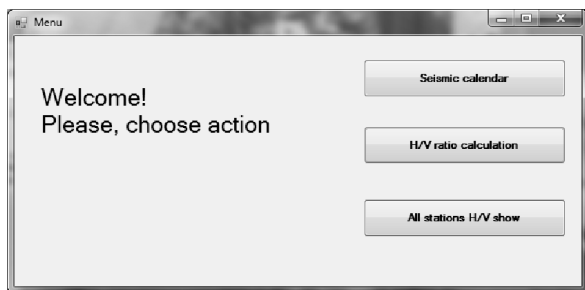 Menu
Welcome!
Please, choose action
Seismic calendar
H/V ratio calculation
All stations H/V show